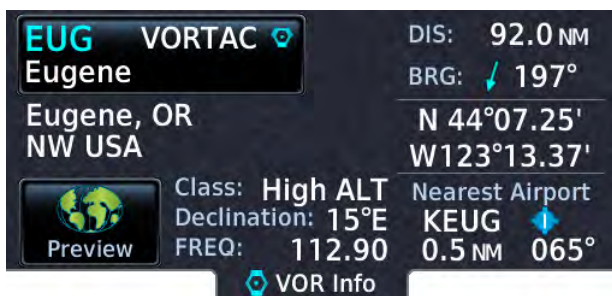 EUG VORTAC
Eugene
DIS: 92.0 NM
BRG: 197°
Eugene, OR
NW USA
N 44°07.25'
W123°13.37'
Preview
Class: High ALT
Declination: 15°E
FREQ: 112.90
Nearest Airport
KEUG
0.5 NM 065°
VOR Info